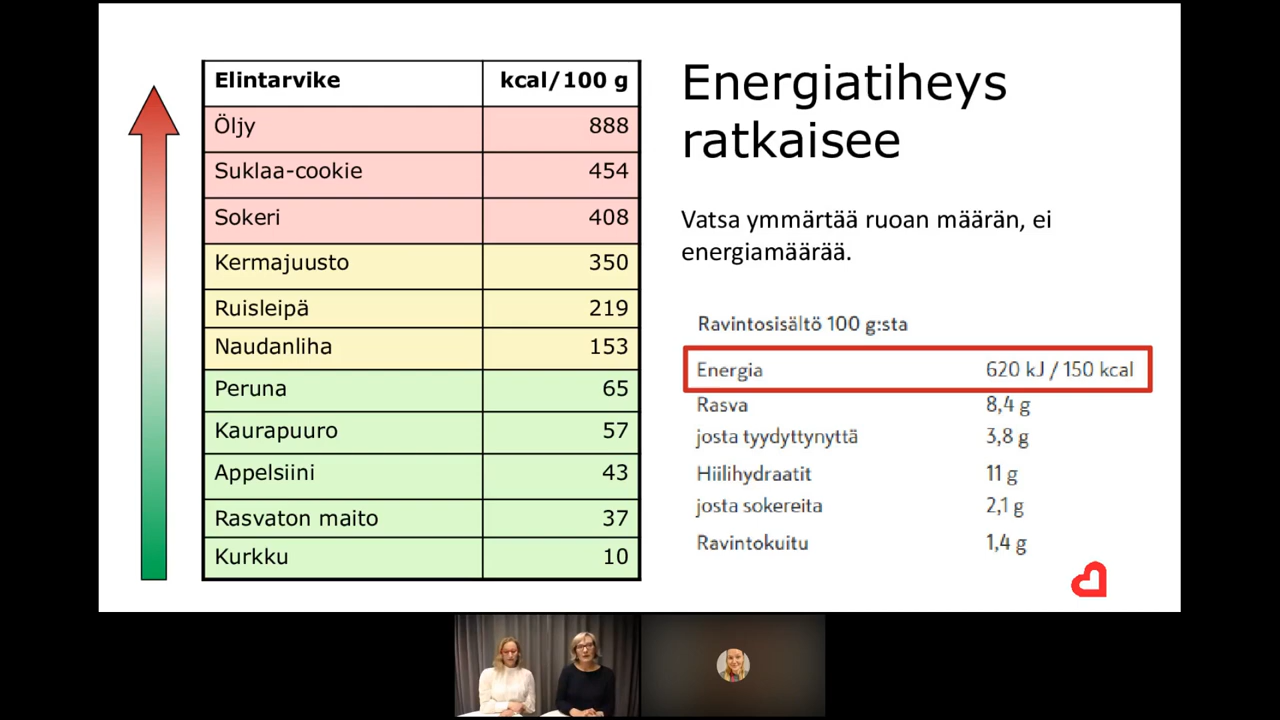 Elintarvike kcal/100 g
Öljy 888
Suklaa-cookie 454
Sokeri 408
Kermajuusto 350
Ruisleipä 219
Naudanliha 153
Peruna 65
Kaurapuuro 57
Appelsiini 43
Rasvaton maito 37
Kurkku 10
Energiatiheys
ratkaisee
Vatsa ymmärtää ruoan määrän, ei
energiamäärää.
Ravintosisältö 100 g:sta
Energia 620 kJ / 150 kcal
Rasva 8,4 g
josta tyydyttynyttä 3,8 g
Hiilihydraatit 11 g
josta sokereita 2,1 g
Ravintokuitu 1,4 g